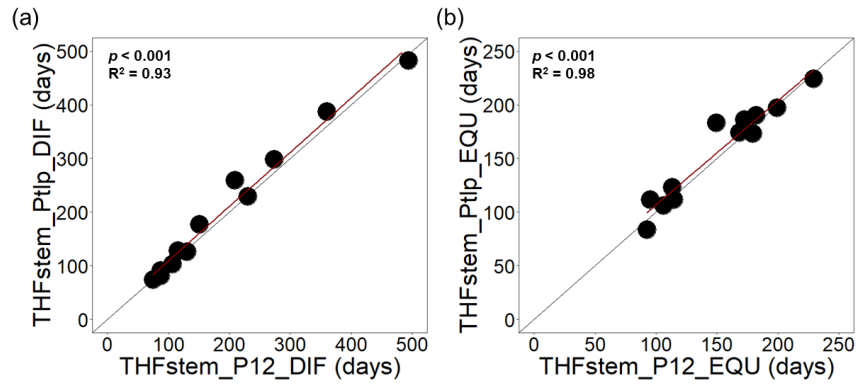 (a)
p < 0.001
R² = 0.93
THFstem_Ptlp_DIF (days)
500
400
300
200
100
0
0 100 200 300 400 500
THFstem_P12_DIF (days)
(b)
p < 0.001
R² = 0.98
THFstem_Ptlp_EQU (days)
250
200
150
100
50
0
0 50 100 150 200 250
THFstem_P12_EQU (days)